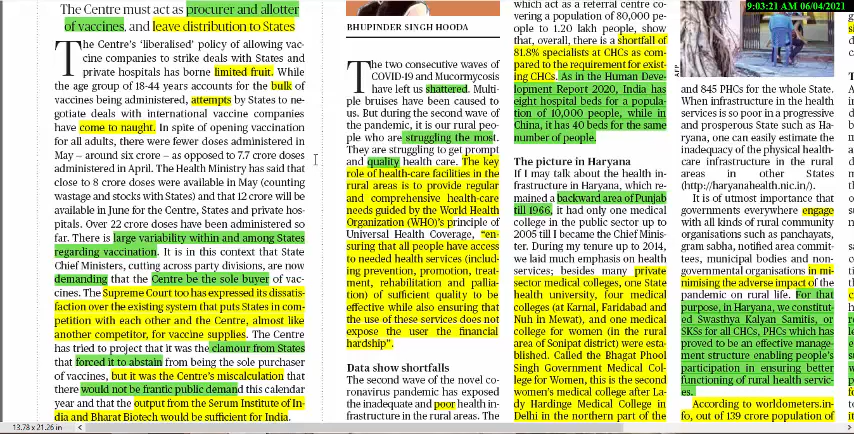 The Centre must act as procurer and allotter
of vaccines, and leave distribution to States
The Centre's 'liberalised' policy of allowing vac-
cine companies to strike deals with States and
private hospitals has borne limited fruit. While
the age group of 18-44 years accounts for the bulk of
vaccines being administered, attempts by States to ne-
gotiate deals with international vaccine companies
have come to naught. In spite of opening vaccination
for all adults, there were fewer doses administered in
May – around six crore – as opposed to 7.7 crore doses
administered in April. The Health Ministry has said that
close to 8 crore doses were available in May (counting
wastage and stocks with States) and that 12 crore will be
available in June for the Centre, States and private hos-
pitals. Over 22 crore doses have been administered so
far. There is large variability within and among States
regarding vaccination. It is in this context that State
Chief Ministers, cutting across party divisions, are now
demanding that the Centre be the sole buyer of vac-
cines. The Supreme Court too has expressed its dissatis-
faction over the existing system that puts States in com-
petition with each other and the Centre, almost like
another competitor, for vaccine supplies. The Centre
has tried to project that it was the clamour from States
that forced it to abstain from being the sole purchaser
of vaccines, but it was the Centre's miscalculation that
there would not be frantic public demand this calendar
year and that the output from the Serum Institute of In-
dia and Bharat Biotech would be sufficient for India.
13.78 x 21.26 in
BHUPINDER SINGH HOODA
The two consecutive waves of
COVID-19 and Mucormycosis
have left us shattered. Multi-
ple bruises have been caused to
us. But during the second wave of
the pandemic, it is our rural peo-
ple who are struggling the most.
They are struggling to get prompt
and quality health care. The key
role of health-care facilities in the
rural areas is to provide regular
and comprehensive health-care
needs guided by the World Health
Organization (WHO)'s principle of
Universal Health Coverage, "en-
suring that all people have access
to needed health services (includ-
ing prevention, promotion, treat-
ment, rehabilitation and pallia-
tion) of sufficient quality to be
effective while also ensuring that
the use of these services does not
expose the user the financial
hardship".
Data show shortfalls
The second wave of the novel co-
ronavirus pandemic has exposed
the inadequate and poor health in-
frastructure in the rural areas. The
which act as a referral centre co-
vering a population of 80,000 pe-
ople to 1.20 lakh people, show
that, overall, there is a shortfall of
81.8% specialists at CHCs as com-
pared to the requirement for exist-
ing CHCs. As in the Human Deve-
lopment Report 2020, India has
eight hospital beds for a popula-
tion of 10,000 people, while in
China, it has 40 beds for the same
number of people.
The picture in Haryana
If I may talk about the health in-
frastructure in Haryana, which re-
mained a backward area of Punjab
till 1966, it had only one medical
college in the public sector up to
2005 till I became the Chief Minis-
ter. During my tenure up to 2014,
we laid much emphasis on health
services; besides many private
sector medical colleges, one State
health university, four medical
colleges (at Karnal, Faridabad and
Nuh in Mewat), and one medical
college for women (in the rural
area of Sonipat district) were esta-
blished. Called the Bhagat Phool
Singh Government Medical Col-
lege for Women, this is the second
women's medical college after La-
dy Hardinge Medical College in
Delhi in the northern part of the
9:03:21 AM 06/04/2021
AFP
and 845 PHCs for the whole State.
When infrastructure in the health
services is so poor in a progressive
and prosperous State such as Ha-
ryana, one can easily estimate the
inadequacy of the physical health-
care infrastructure in the rural
areas in other States
(http://haryanahealth.nic.in/).
It is of utmost importance that
governments everywhere engage
with all kinds of rural community
organisations such as panchayats,
gram sabha, notified area commit-
tees, municipal bodies and non-
governmental organisations in mi-
nimising the adverse impact of the
pandemic on rural life. For that
purpose, in Haryana, we constitut-
ed Swasthya Kalyan Samitis, or
SKSs for all CHCs, PHCs which has
proved to be an effective manage-
ment structure enabling people's
participation in ensuring better
functioning of rural health servic-
es.
According to worldometers.in-
fo, out of 139 crore population of